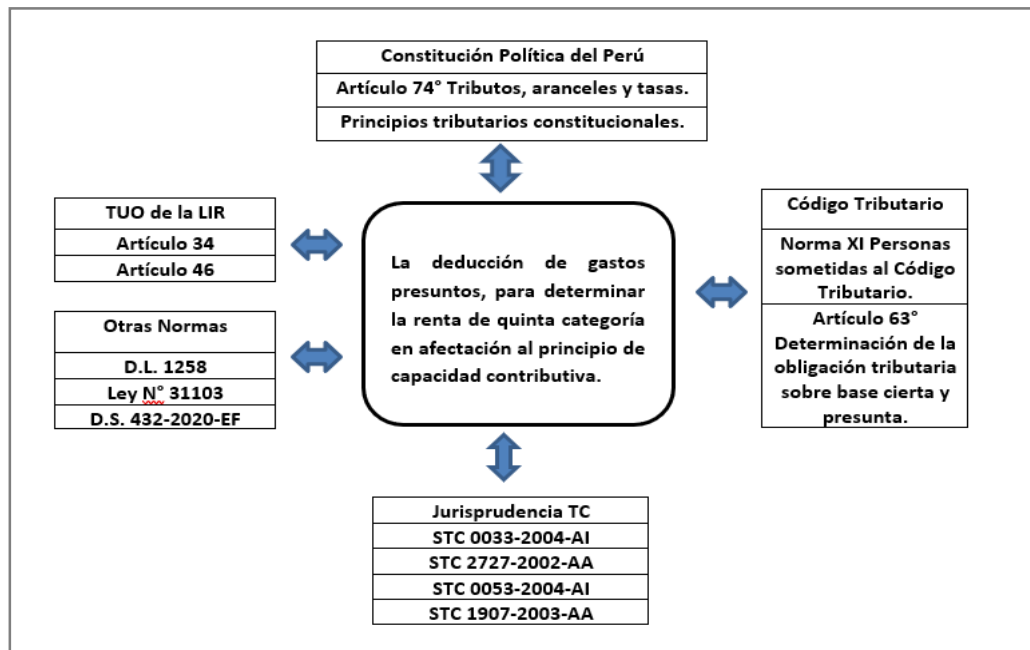 Constitución Política del Perú
Artículo 74° Tributos, aranceles y tasas.
Principios tributarios constitucionales.
TUO de la LIR
Artículo 34
Artículo 46
Otras Normas
D.L. 1258
Ley N° 31103
D.S. 432-2020-EF
La deducción de gastos
presuntos, para determinar
la renta de quinta categoría
en afectación al principio de
capacidad contributiva.
Código Tributario
Norma XI Personas
sometidas al Código
Tributario.
Artículo 63°
Determinación de la
obligación tributaria
sobre base cierta y
presunta.
Jurisprudencia TC
STC 0033-2004-AI
STC 2727-2002-AA
STC 0053-2004-AI
STC 1907-2003-AA